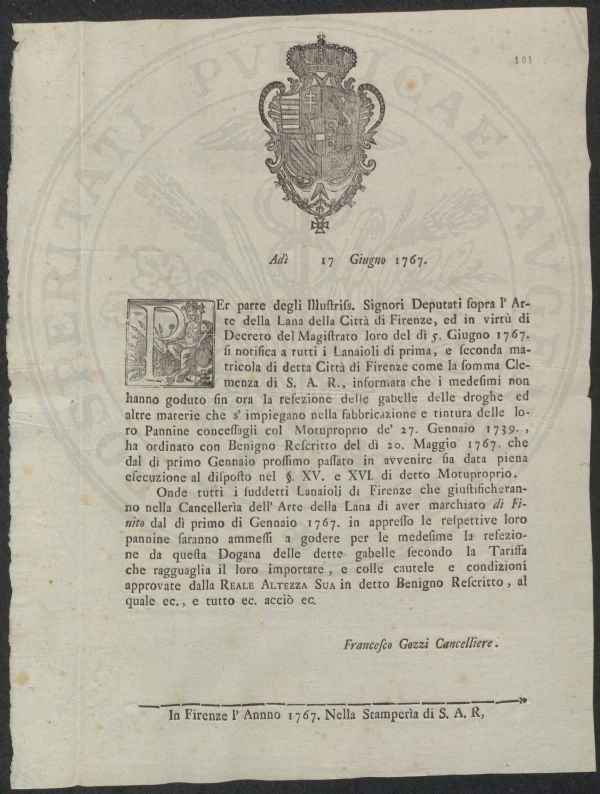 101
POSTERITATI PUBLICAE AUGE
Adì 17 Giugno 1767.
PEr parte degli Illustriss. Signori Deputati ſopra l' Ar-
te della Lana della Città di Firenze, ed in virtù di
Decreto del Magiſtrato loro del dì 5. Giugno 1767.
ſi notifica a tutti i Lanaioli di prima, e ſeconda ma-
tricola di detta Città di Firenze come la ſomma Cle-
menza di S. A. R., informata che i medeſimi non
hanno goduto ſin ora la refezione delle gabelle delle droghe ed
altre materie che s' impiegano nella fabbricazione e tintura delle lo-
ro Pannine conceſſagli col Motuproprio de' 27. Gennaio 1739.,
ha ordinato con Benigno Reſcritto del dì 20. Maggio 1767. che
dal dì primo Gennaio proſſimo paſſato in avvenire ſia data piena
eſecuzione al diſpoſto nel §. XV. e XVI. di detto Motuproprio.
Onde tutti i ſuddetti Lanaioli di Firenze che giuſtificheran-
no nella Cancellerìa dell' Arte della Lana di aver marchiato di Fi-
nito dal dì primo di Gennaio 1767. in appreſſo le reſpettive loro
pannine ſaranno ammeſſi a godere per le medeſime la refezio-
ne da queſta Dogana delle dette gabelle ſecondo la Tariffa
che ragguaglia il loro importare, e colle cautele e condizioni
approvate dalla REALE ALTEZZA SUA in detto Benigno Reſcritto, al
quale ec., e tutto ec. acciò ec.
Franceſco Gozzi Cancelliere.
In Firenze l' Annno 1767. Nella Stamperìa di S. A. R,